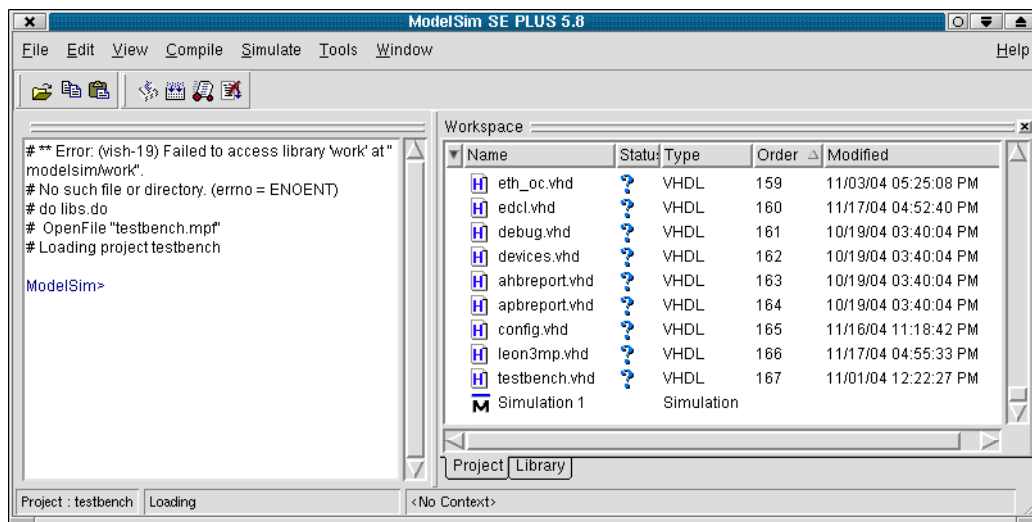 ModelSim SE PLUS 5.8
File Edit View Compile Simulate Tools Window Help
# ** Error: (vish-19) Failed to access library 'work' at "
modelsim/work".
# No such file or directory. (errno = ENOENT)
# do libs.do
# OpenFile "testbench.mpf"
# Loading project testbench
ModelSim>
Workspace
Name Status Type Order Modified
eth_oc.vhd ? VHDL 159 11/03/04 05:25:08 PM
edcl.vhd ? VHDL 160 11/17/04 04:52:40 PM
debug.vhd ? VHDL 161 10/19/04 03:40:04 PM
devices.vhd ? VHDL 162 10/19/04 03:40:04 PM
ahbreport.vhd ? VHDL 163 10/19/04 03:40:04 PM
apbreport.vhd ? VHDL 164 10/19/04 03:40:04 PM
config.vhd ? VHDL 165 11/16/04 11:18:42 PM
leon3mp.vhd ? VHDL 166 11/17/04 04:55:33 PM
testbench.vhd ? VHDL 167 11/01/04 12:22:27 PM
M Simulation 1 Simulation
Project Library
Project : testbench Loading <No Context>